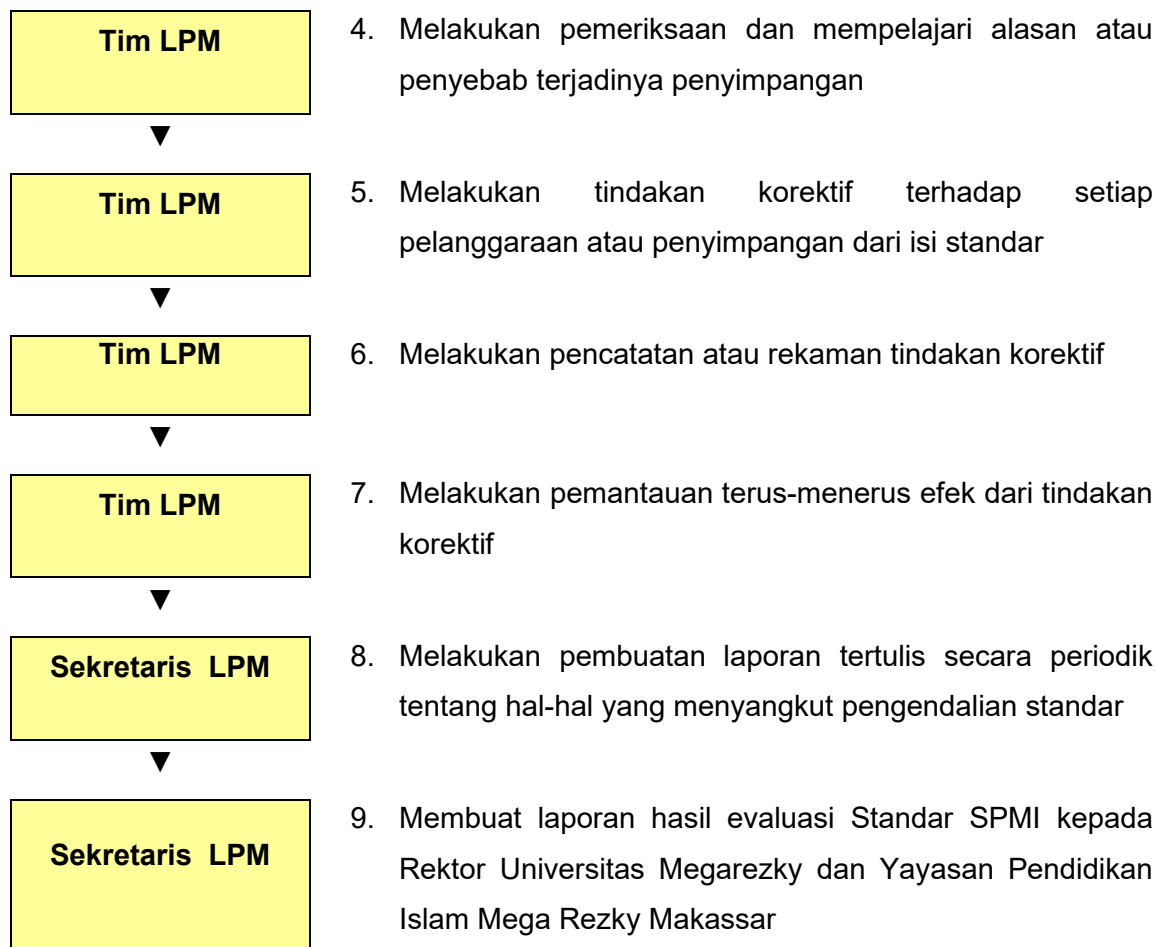 Tim LPM
4. Melakukan pemeriksaan dan mempelajari alasan atau
penyebab terjadinya penyimpangan
▼
Tim LPM
5. Melakukan tindakan korektif terhadap setiap
pelanggaraan atau penyimpangan dari isi standar
▼
Tim LPM
6. Melakukan pencatatan atau rekaman tindakan korektif
▼
Tim LPM
7. Melakukan pemantauan terus-menerus efek dari tindakan
korektif
▼
Sekretaris LPM
8. Melakukan pembuatan laporan tertulis secara periodik
tentang hal-hal yang menyangkut pengendalian standar
▼
Sekretaris LPM
9. Membuat laporan hasil evaluasi Standar SPMI kepada
Rektor Universitas Megarezky dan Yayasan Pendidikan
Islam Mega Rezky Makassar